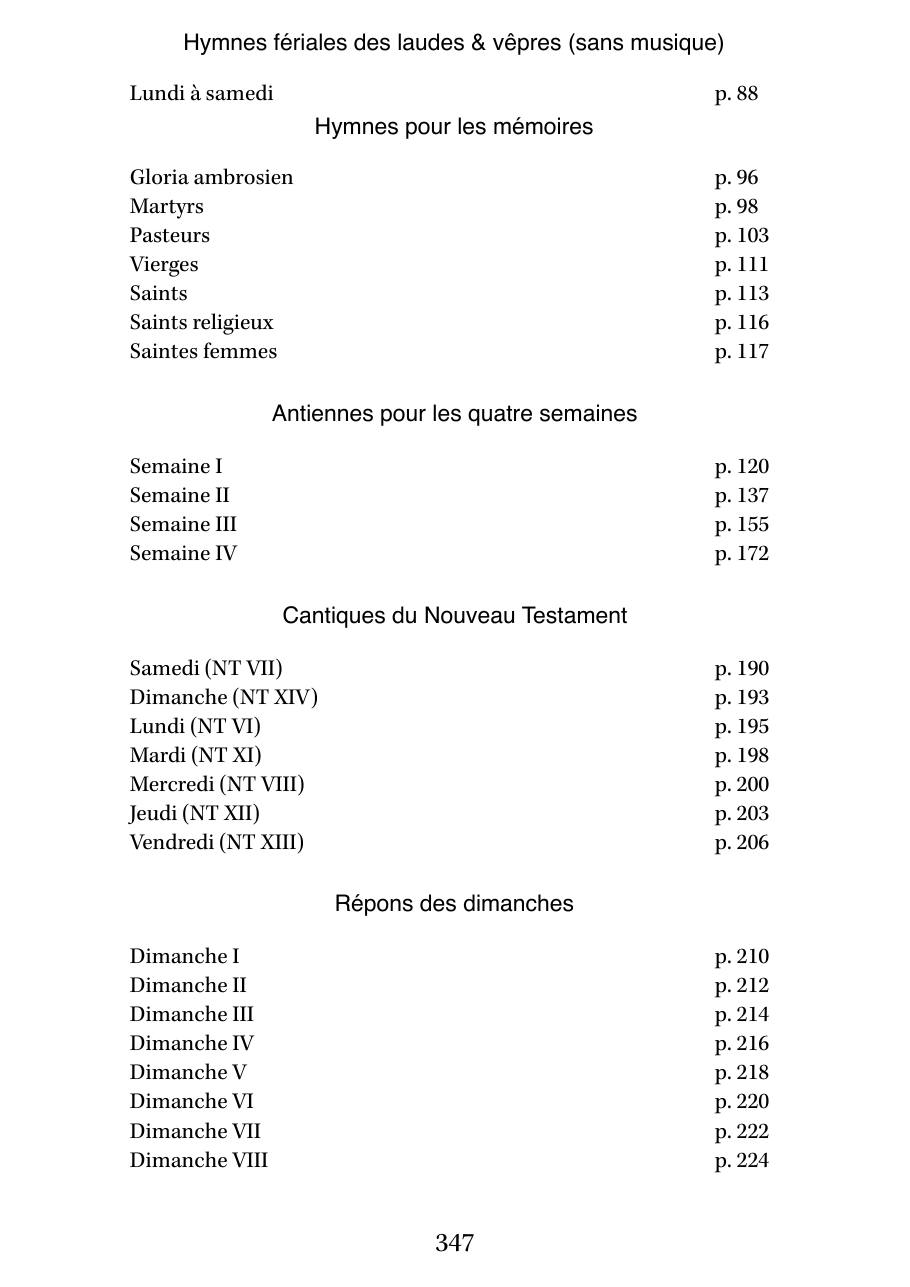 Hymnes fériales des laudes & vêpres (sans musique)
Lundi à samedi p. 88
Hymnes pour les mémoires
Gloria ambrosien p. 96
Martyrs p. 98
Pasteurs p. 103
Vierges p. 111
Saints p. 113
Saints religieux p. 116
Saintes femmes p. 117
Antiennes pour les quatre semaines
Semaine I p. 120
Semaine II p. 137
Semaine III p. 155
Semaine IV p. 172
Cantiques du Nouveau Testament
Samedi (NT VII) p. 190
Dimanche (NT XIV) p. 193
Lundi (NT VI) p. 195
Mardi (NT XI) p. 198
Mercredi (NT VIII) p. 200
Jeudi (NT XII) p. 203
Vendredi (NT XIII) p. 206
Répons des dimanches
Dimanche I p. 210
Dimanche II p. 212
Dimanche III p. 214
Dimanche IV p. 216
Dimanche V p. 218
Dimanche VI p. 220
Dimanche VII p. 222
Dimanche VIII p. 224
347